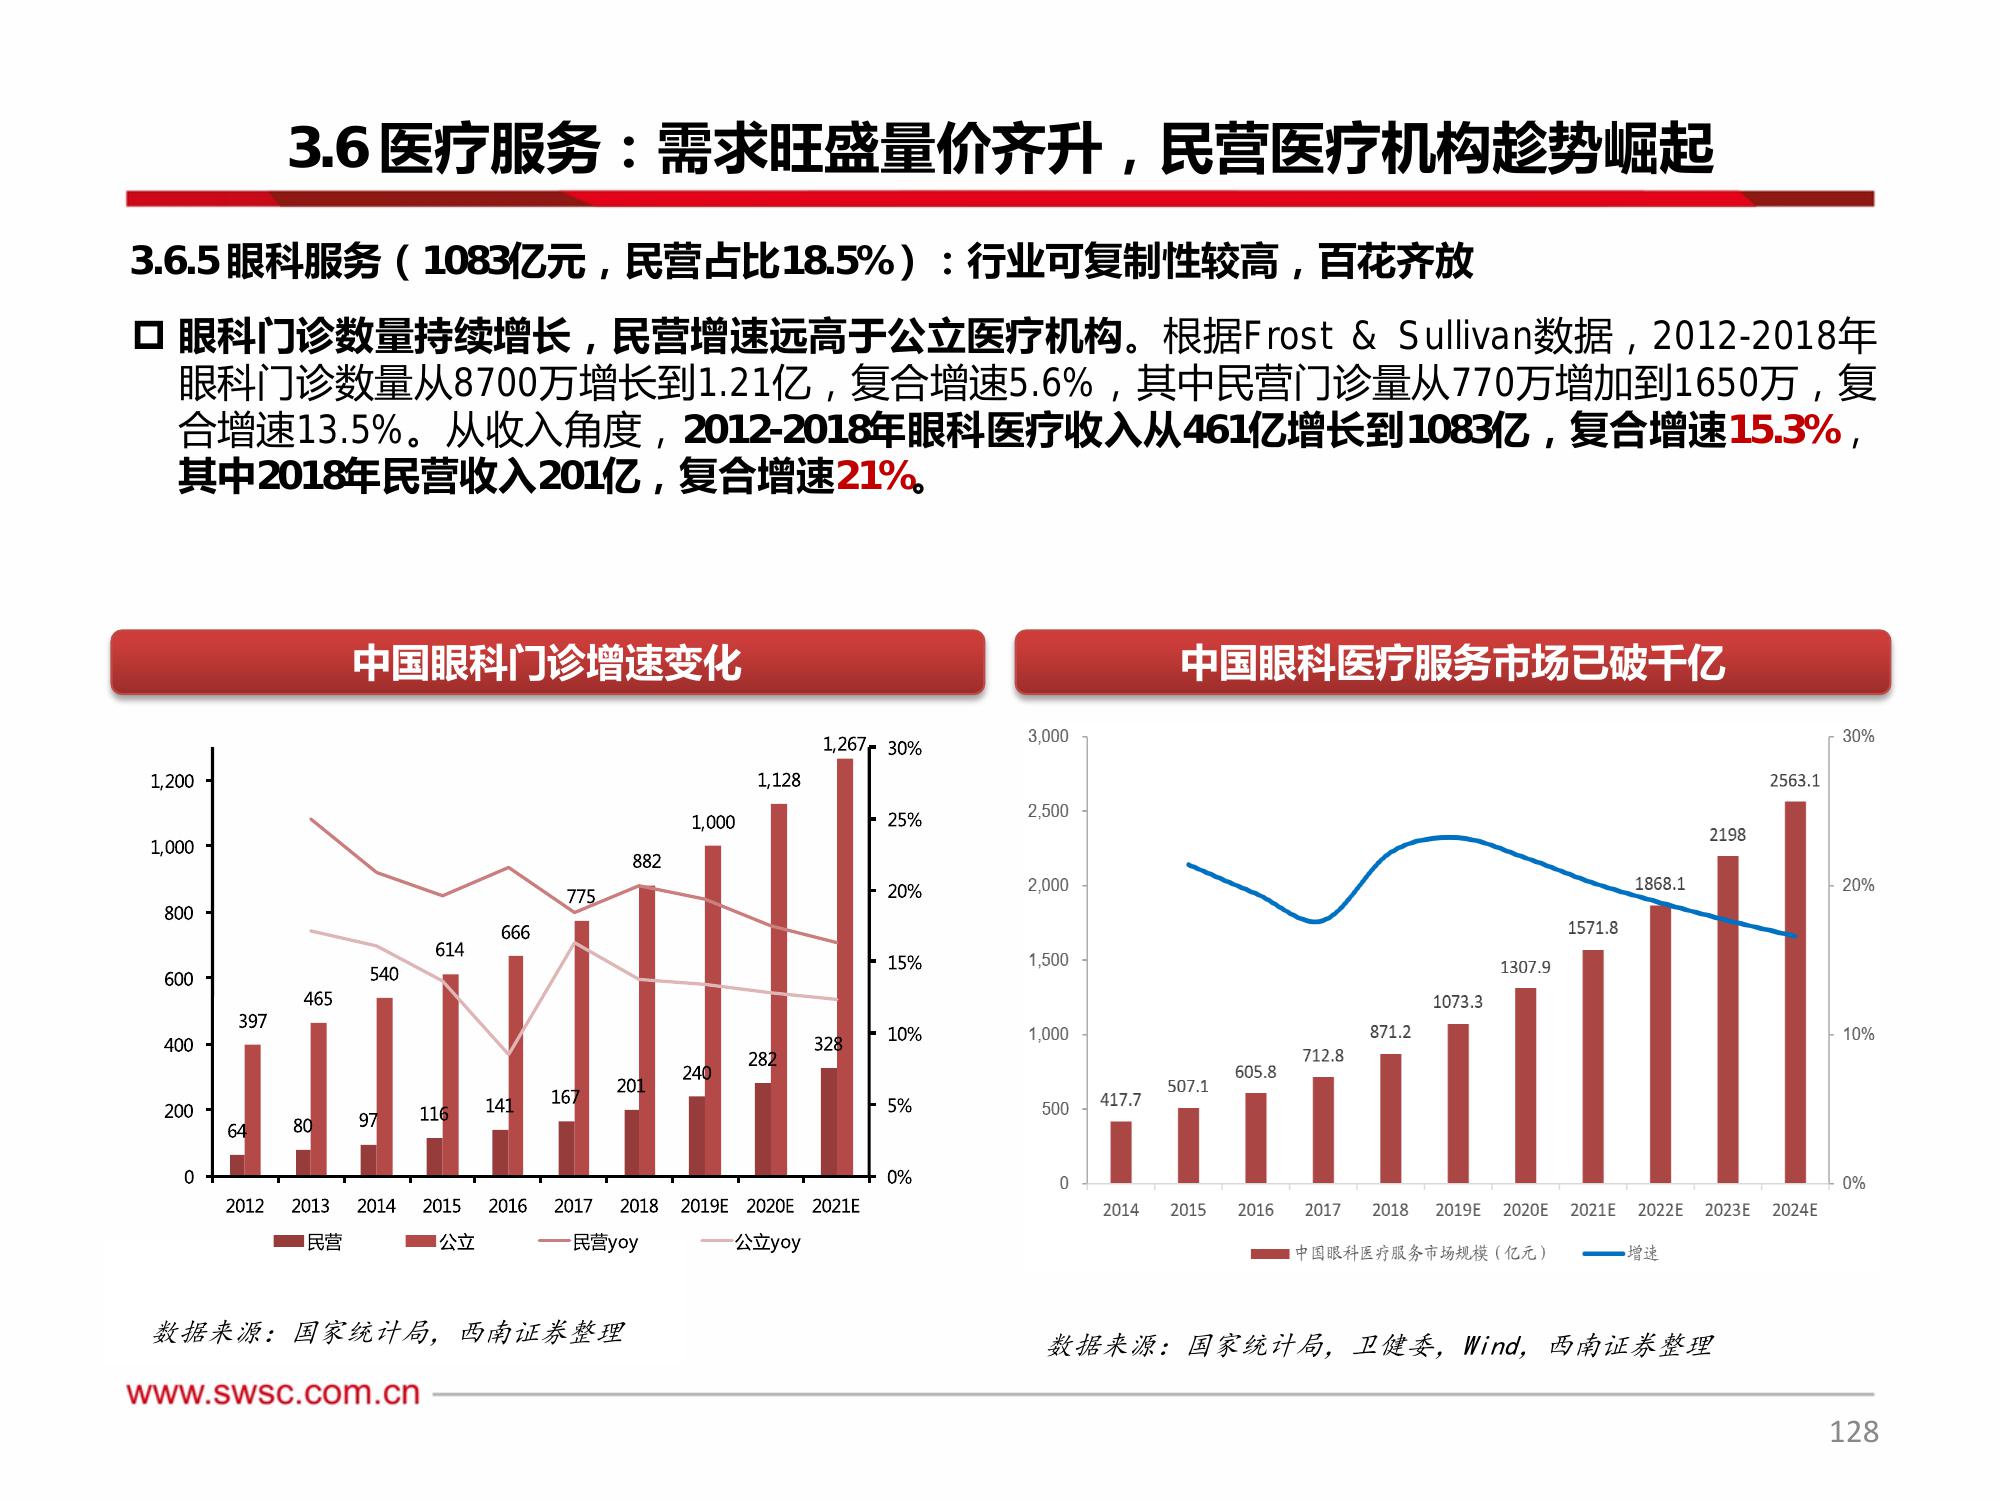 3.6 医疗服务：需求旺盛量价齐升，民营医疗机构趁势崛起
3.6.5 眼科服务（1083亿元，民营占比18.5%）：行业可复制性较高，百花齐放
眼科门诊数量持续增长，民营增速远高于公立医疗机构。根据Frost & Sullivan数据，2012-2018年
眼科门诊数量从8700万增长到1.21亿，复合增速5.6%，其中民营门诊量从770万增加到1650万，复
合增速13.5%。从收入角度，2012-2018年眼科医疗收入从461亿增长到1083亿，复合增速15.3%，
其中2018年民营收入201亿，复合增速21%。
中国眼科门诊增速变化
1,200
1,000
800
600
400
200
0
30%
25%
20%
15%
10%
5%
0%
64 80 97 116 141 167 201 240 282 328
397 465 540 614 666 775 882 1,000 1,128 1,267
2012 2013 2014 2015 2016 2017 2018 2019E 2020E 2021E
民营 公立 民营yoy 公立yoy
数据来源：国家统计局，西南证券整理
中国眼科医疗服务市场已破千亿
3,000
2,500
2,000
1,500
1,000
500
0
30%
20%
10%
0%
417.7 507.1 605.8 712.8 871.2 1073.3 1307.9 1571.8 1868.1 2198 2563.1
2014 2015 2016 2017 2018 2019E 2020E 2021E 2022E 2023E 2024E
中国眼科医疗服务市场规模（亿元） 增速
数据来源：国家统计局，卫健委，Wind，西南证券整理
www.swsc.com.cn
128